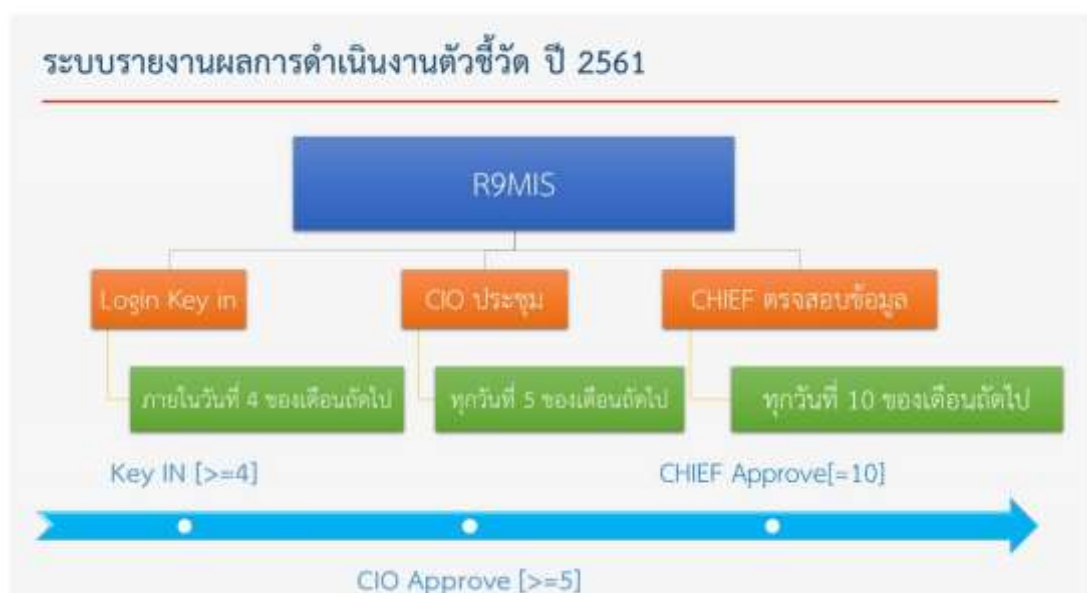 ระบบรายงานผลการดำเนินงานตัวชี้วัด ปี 2561
R9MIS
Login Key in
CIO ประชุม
CHIEF ตรจสอบข้อมูล
ภายในวันที่ 4 ของเดือนถัดไป
ทุกวันที่ 5 ของเดือนถัดไป
ทุกวันที่ 10 ของเดือนถัดไป
Key IN [>=4]
CHIEF Approve[=10]
CIO Approve [>=5]